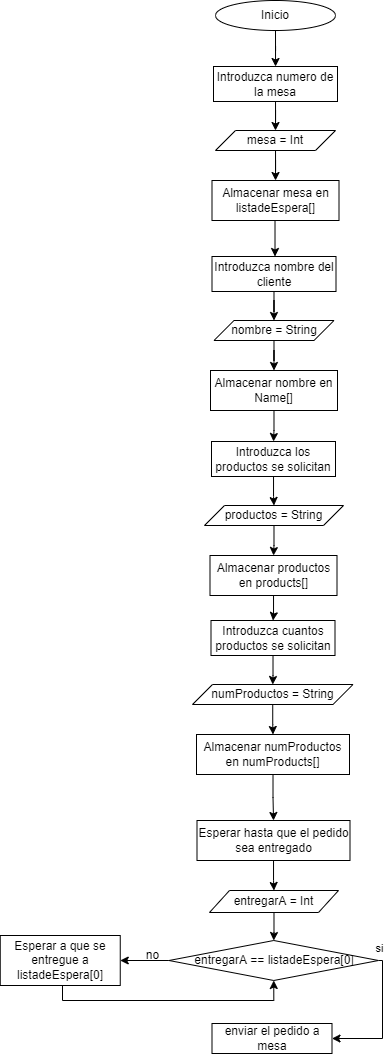 Inicio
Introduzca numero de
la mesa
mesa = Int
Almacenar mesa en
listadeEspera[]
Introduzca nombre del
cliente
nombre = String
Almacenar nombre en
Name[]
Introduzca los
productos se solicitan
productos = String
Almacenar productos
en products[]
Introduzca cuantos
productos se solicitan
numProductos = String
Almacenar numProductos
en numProducts[]
Esperar hasta que el pedido
sea entregado
entregarA = Int
entregarA == listadeEspera[0]
no
si
Esperar a que se
entregue a
listadeEspera[0]
enviar el pedido a
mesa